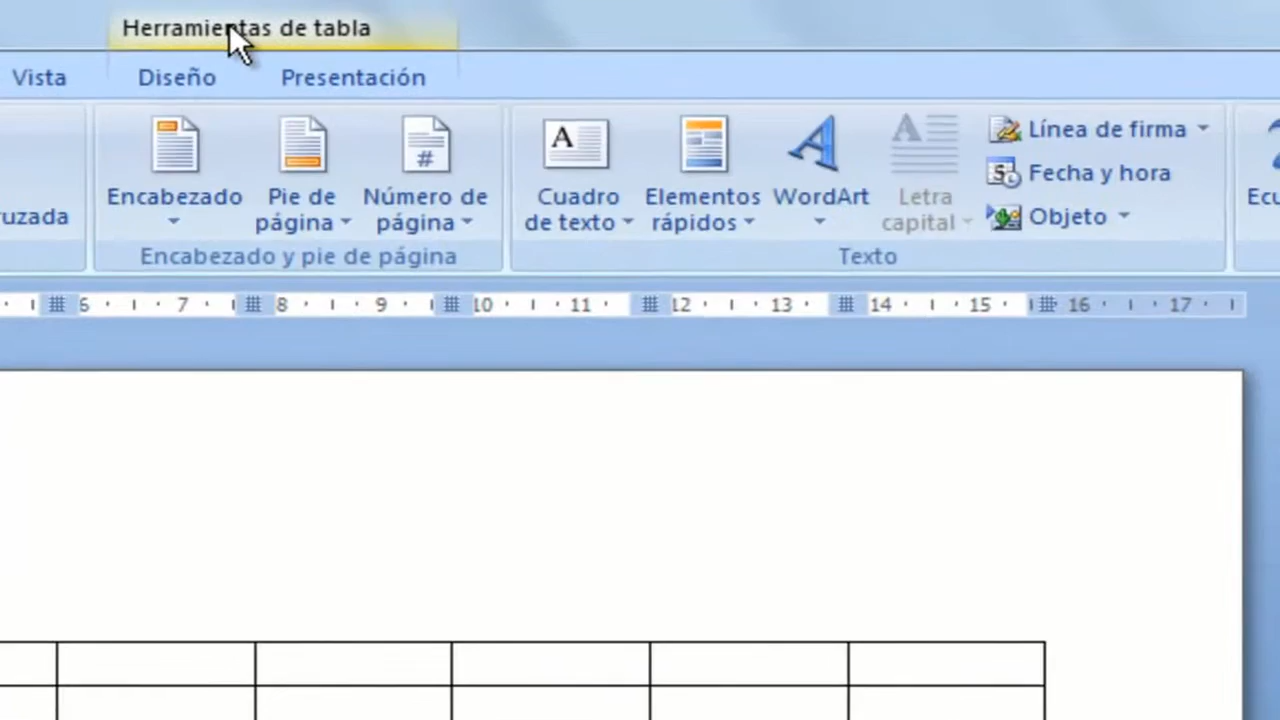 Herramientas de tabla
Vista Diseño Presentación
Encabezado
Pie de
página
Número de
página
Encabezado y pie de página
Cuadro
de texto
Elementos
rápidos
WordArt
Letra
capital
Línea de firma
Fecha y hora
Objeto
Texto
6 7 8 9 10 11 12 13 14 15 16 17